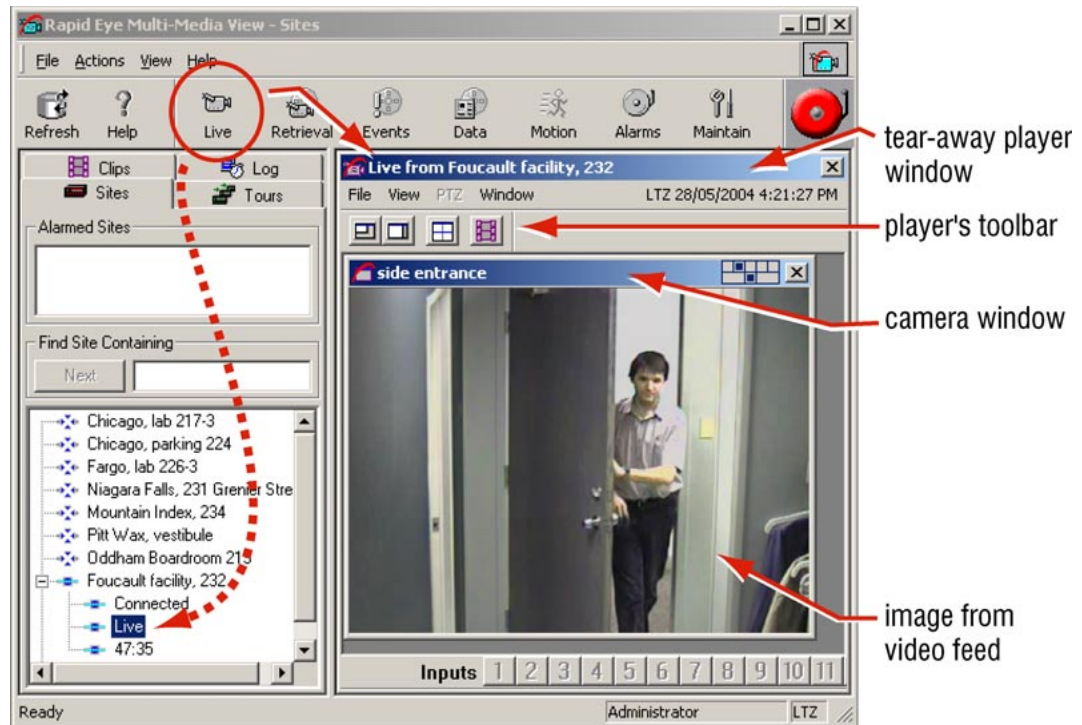 Rapid Eye Multi-Media View - Sites
File Actions View Help
Refresh Help Live Retrieval Events Data Motion Alarms Maintain
Clips Log
Sites Tours
Alarmed Sites
Find Site Containing
Next
Chicago, lab 217-3
Chicago, parking 224
Fargo, lab 226-3
Niagara Falls, 231 Grenier Stre
Mountain Index, 234
Pitt Wax, vestibule
Oddham Boardroom 215
Foucault facility, 232
Connected
Live
47:35
Live from Foucault facility, 232
File View PTZ Window LTZ 28/05/2004 4:21:27 PM
side entrance
Inputs 1 2 3 4 5 6 7 8 9 10 11
Ready Administrator LTZ
tear-away player
window
player's toolbar
camera window
image from
video feed